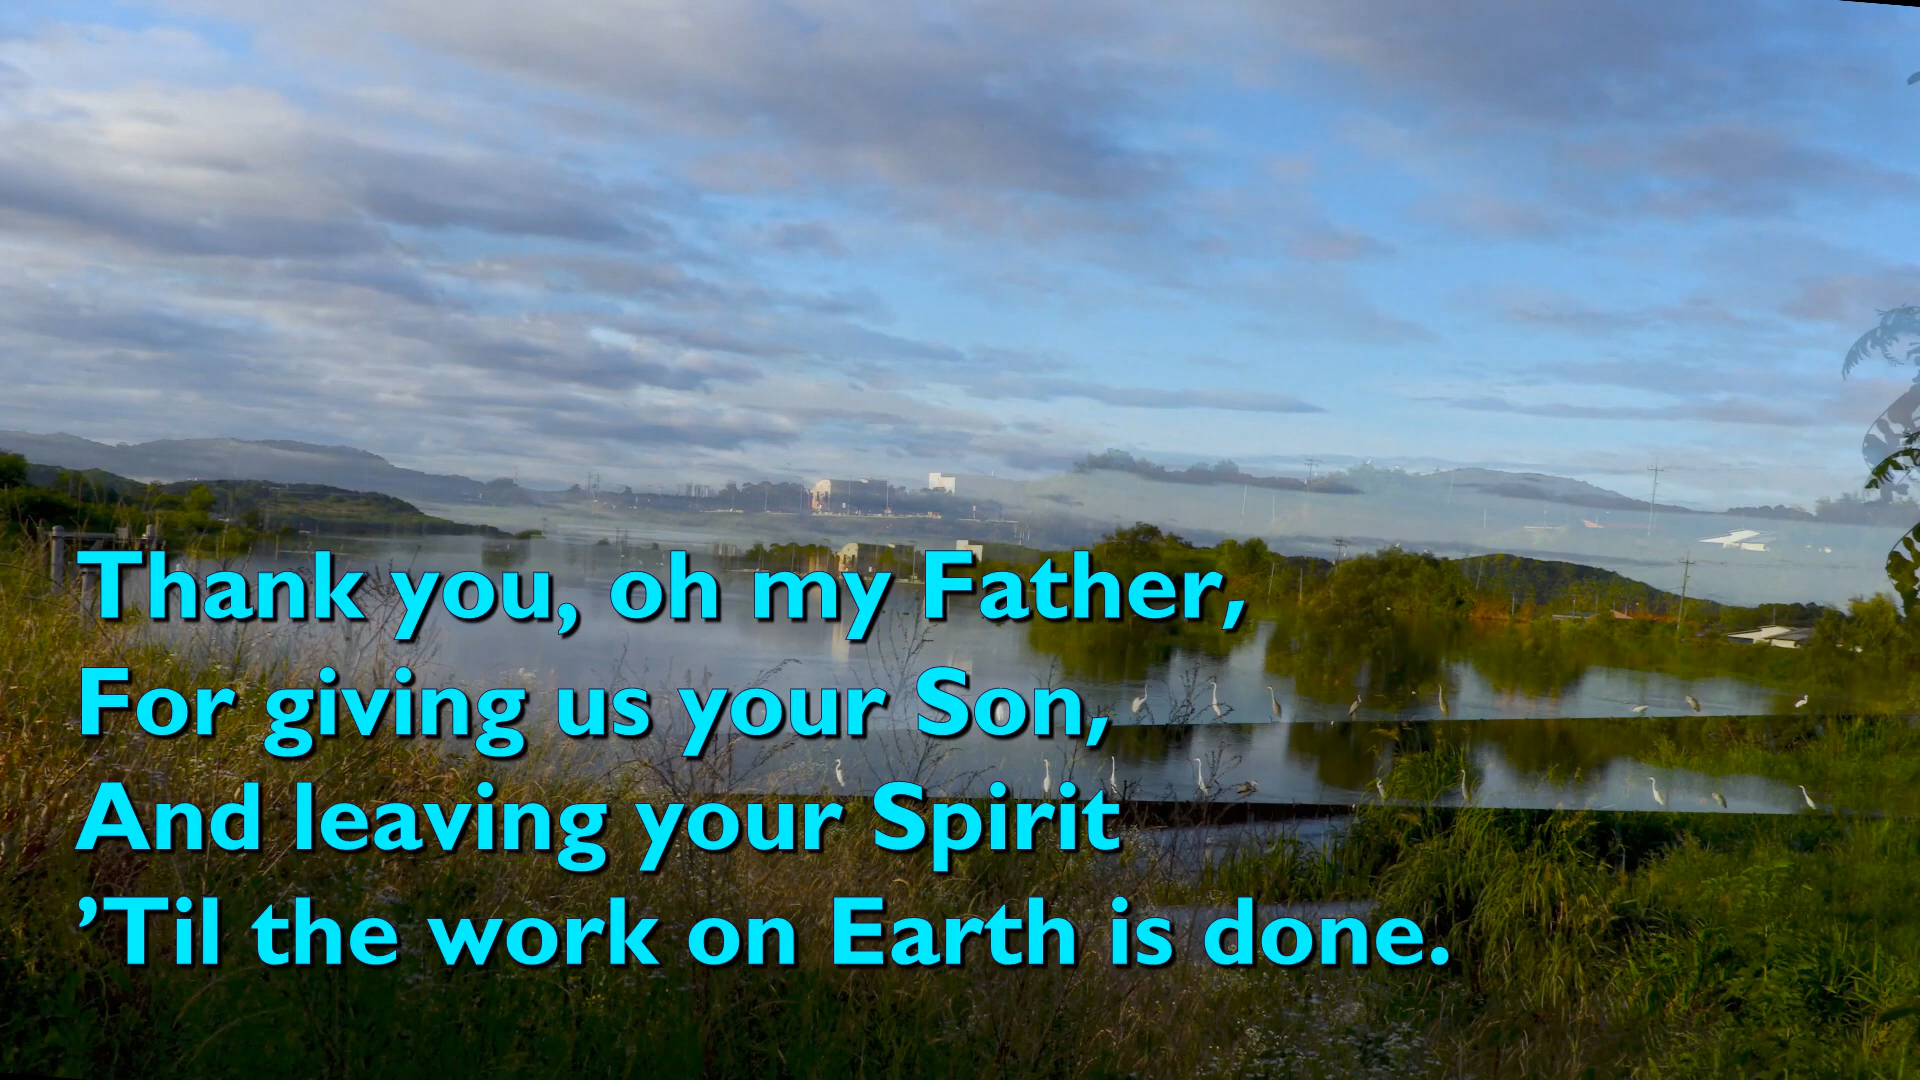 Thank you, oh my Father,
For giving us your Son,
And leaving your Spirit
’Til the work on Earth is done.